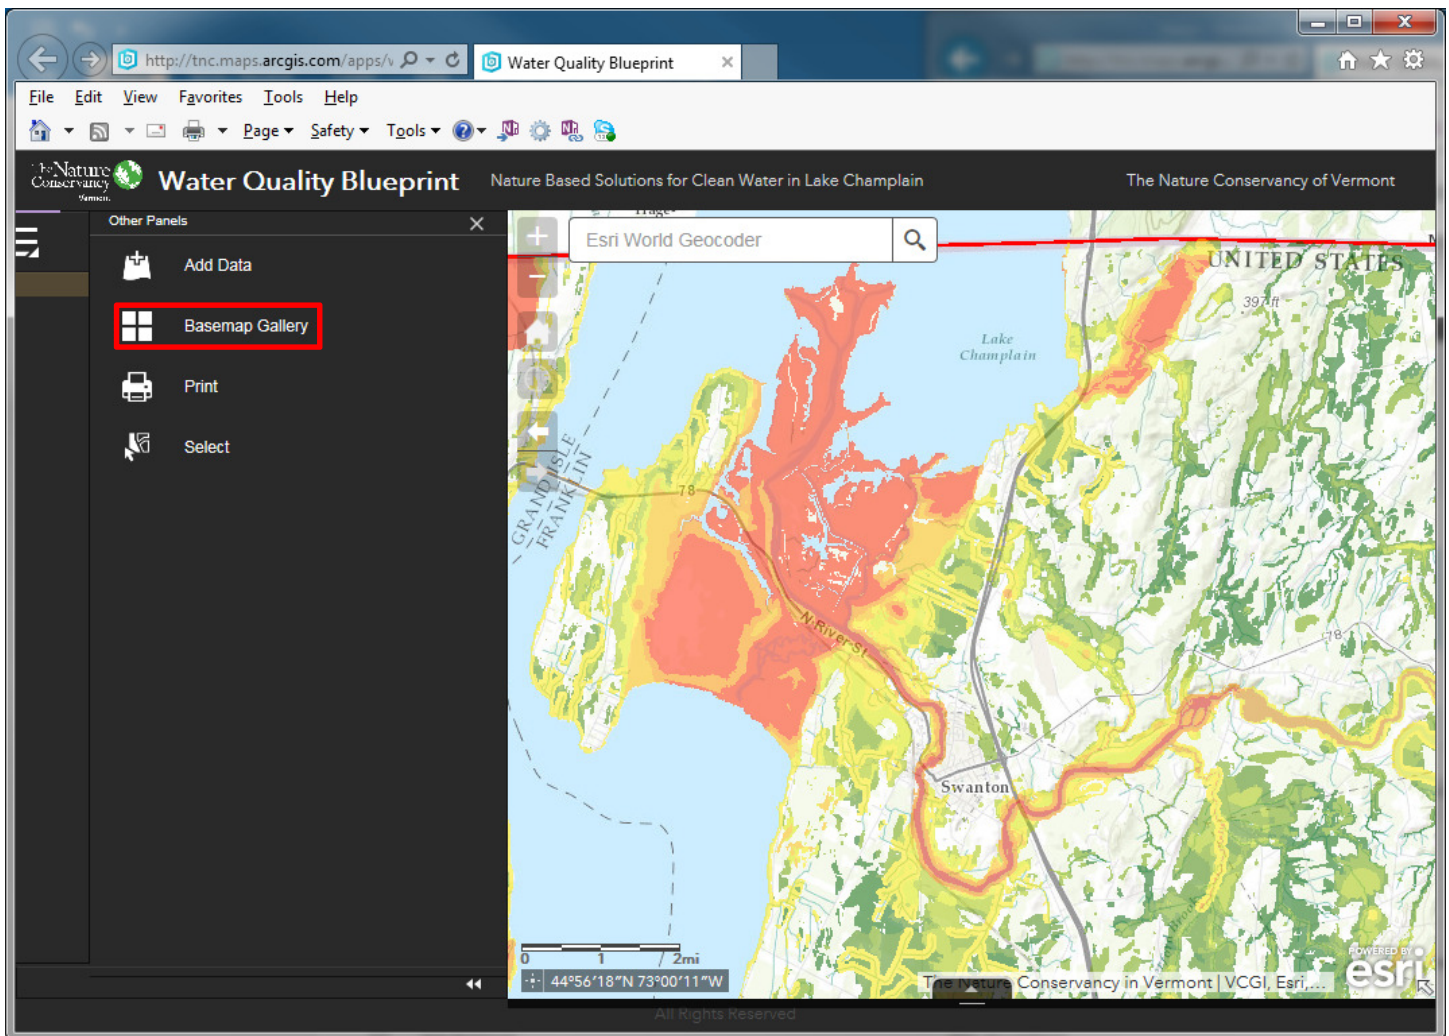 http://tnc.maps.arcgis.com/apps/
Water Quality Blueprint
File Edit View Favorites Tools Help
Page Safety Tools
The Nature Conservancy
Vermont
Water Quality Blueprint
Nature Based Solutions for Clean Water in Lake Champlain
The Nature Conservancy of Vermont
Other Panels
Add Data
Basemap Gallery
Print
Select
Esri World Geocoder
UNITED STATES
397 ft
Lake
Champlain
GRAND ISLE
FRANKLIN
78
N River St
78
Swanton
0 1 2mi
44°56'18"N 73°00'11"W
The Nature Conservancy in Vermont | VCGI, Esri,...
POWERED BY
esri
All Rights Reserved